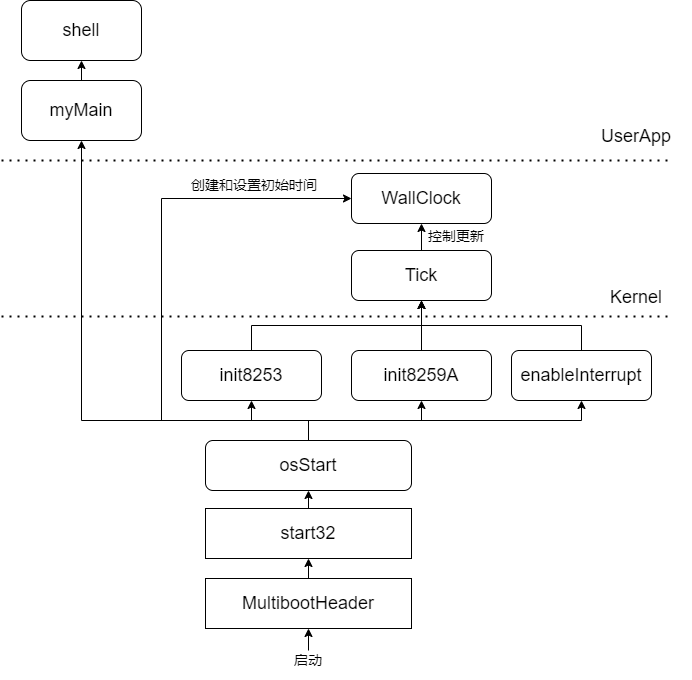 shell
myMain
UserApp
创建和设置初始时间
WallClock
控制更新
Tick
Kernel
init8253
init8259A
enableInterrupt
osStart
start32
MultibootHeader
启动